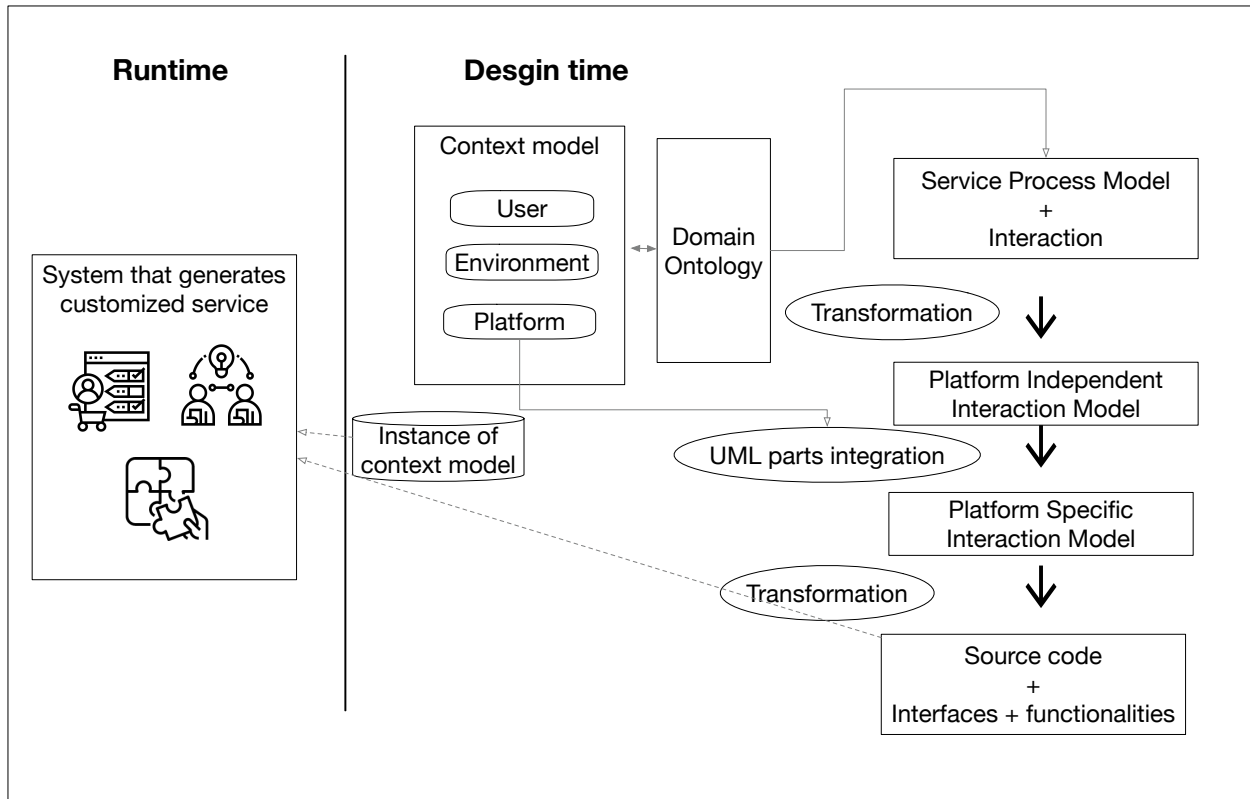 Runtime
Desgin time
System that generates
customized service
Context model
User
Environment
Platform
Domain
Ontology
Instance of
context model
Service Process Model
+
Interaction
Transformation
Platform Independent
Interaction Model
UML parts integration
Platform Specific
Interaction Model
Transformation
Source code
+
Interfaces + functionalities